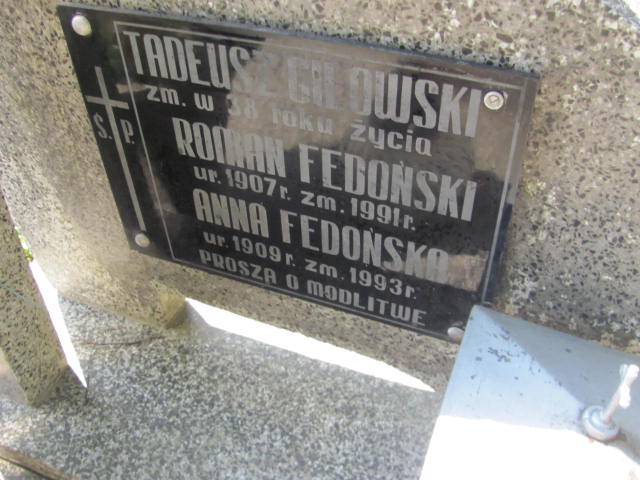 Ś. P.
TADEUSZ GIŁOWSKI
zm. w 38 roku życia
ROMAN FEDOŃSKI
ur. 1907 r. zm. 1991 r.
ANNA FEDOŃSKA
ur. 1909 r. zm. 1993 r.
PROSZĄ O MODLITWĘ